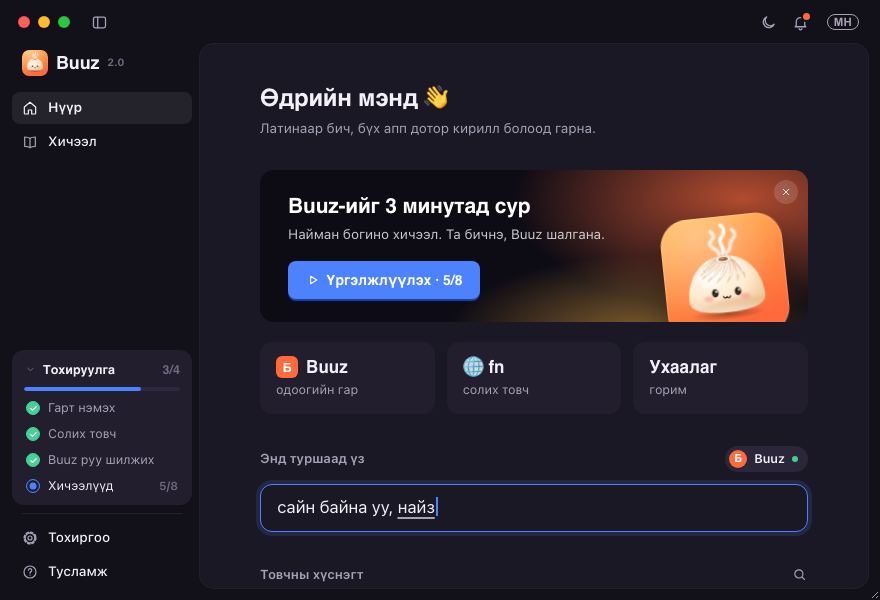 МН
Buuz 2.0
Нүүр
Хичээл
Өдрийн мэнд 👋
Латинаар бич, бүх апп дотор кирилл болоод гарна.
Buuz-ийг 3 минутад сур
Найман богино хичээл. Та бичнэ, Buuz шалгана.
Үргэлжлүүлэх · 5/8
Б Buuz
одоогийн гар
fn
солих товч
Ухаалаг
горим
Тохируулга 3/4
Гарт нэмэх
Солих товч
Buuz руу шилжих
Хичээлүүд 5/8
Тохиргоо
Тусламж
Энд туршаад үз
Б Buuz
сайн байна уу, найз
Товчны хүснэгт